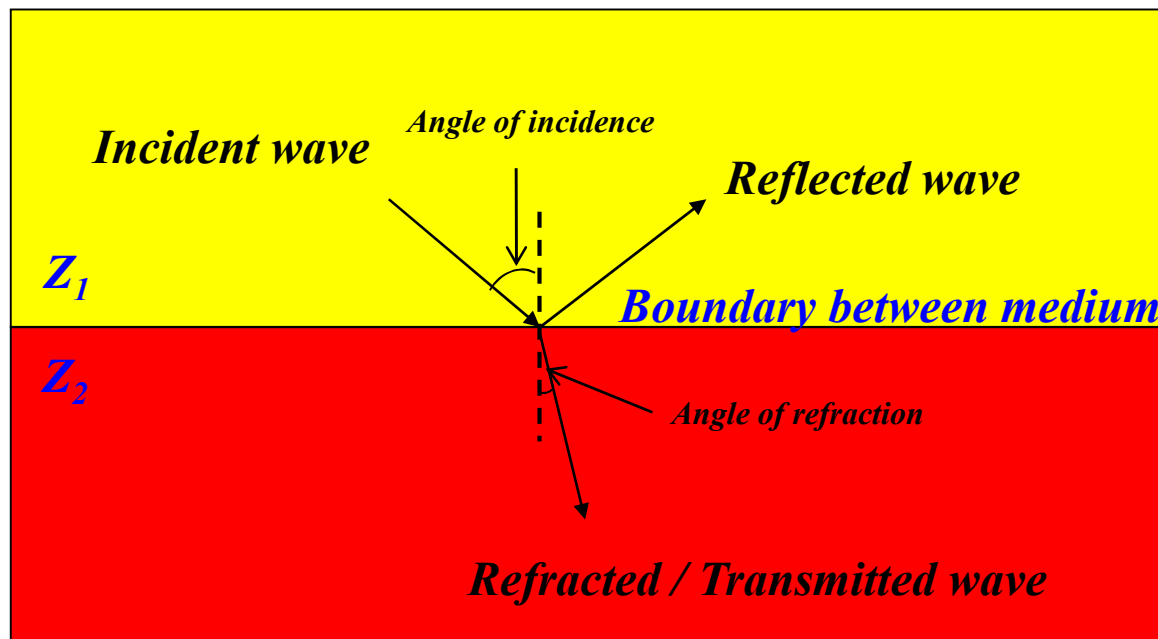 Angle of incidence
Incident wave
Reflected wave
Z1
Boundary between medium
Z2
Angle of refraction
Refracted / Transmitted wave